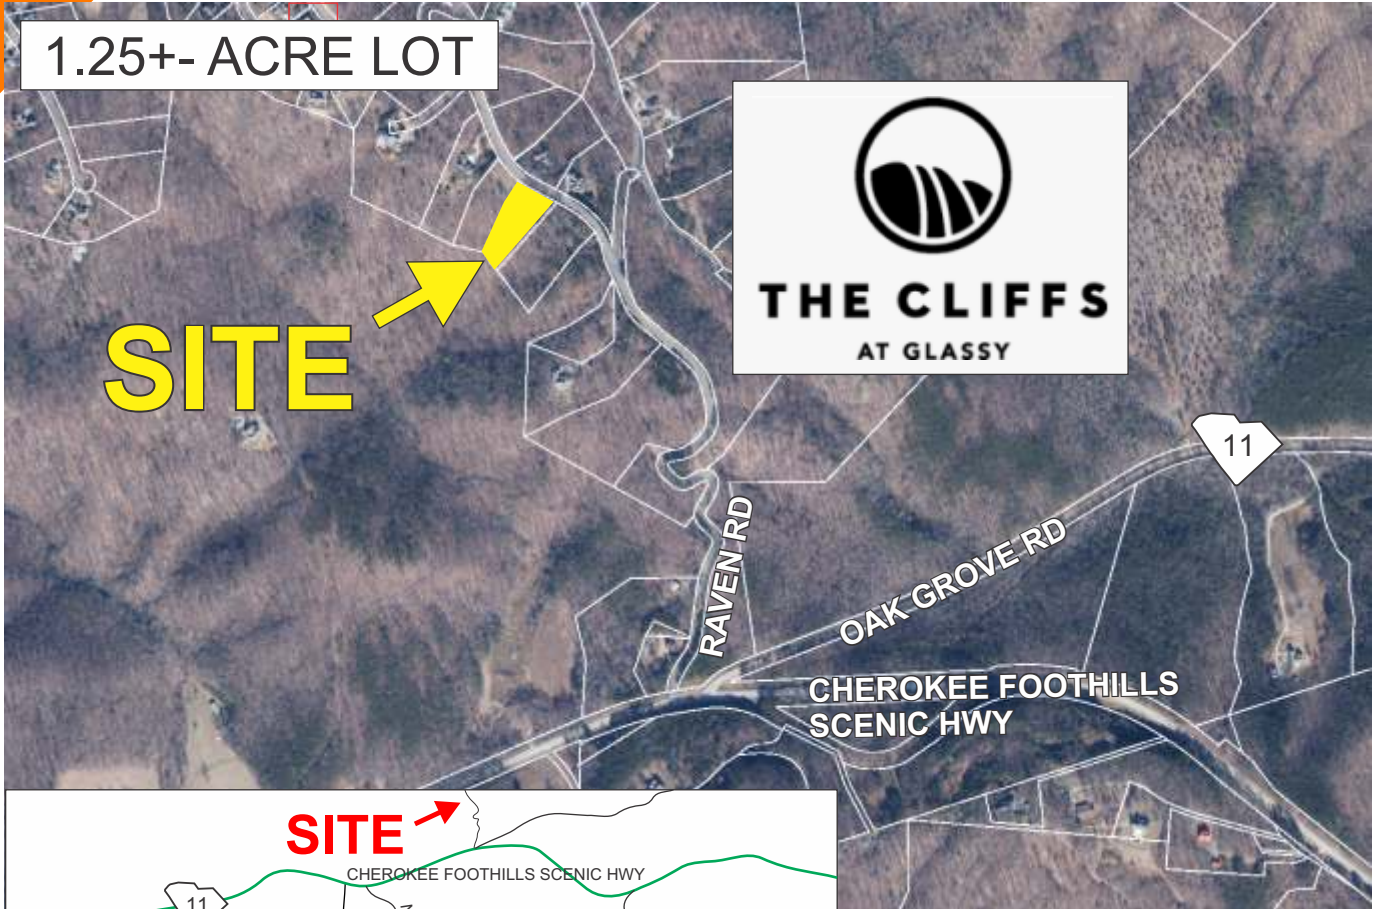 1.25+- ACRE LOT
THE CLIFFS
AT GLASSY
SITE
11
RAVEN RD
OAK GROVE RD
CHEROKEE FOOTHILLS
SCENIC HWY
SITE
CHEROKEE FOOTHILLS SCENIC HWY
11